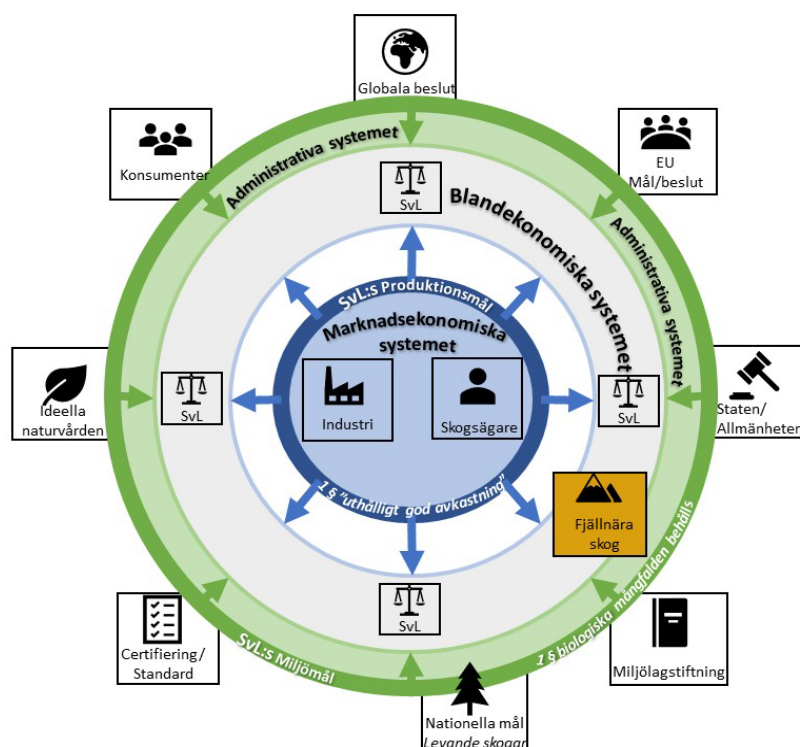 Globala beslut
Konsumenter
EU
Mål/beslut
Administrativa systemet
SvL
Blandekonomiska systemet
Administrativa systemet
SvL:s Produktionsmål
Marknadsekonomiska
systemet
Ideella
naturvården
SvL
Industri
Skogsägare
SvL
Staten/
Allmänheten
1 § "uthålligt god avkastning"
Fjällnära
skog
SvL
Certifiering/
Standard
SvL:s Miljömål
1 § biologiska mångfalden behålls
Miljölagstiftning
Nationella mål
Levande skogar